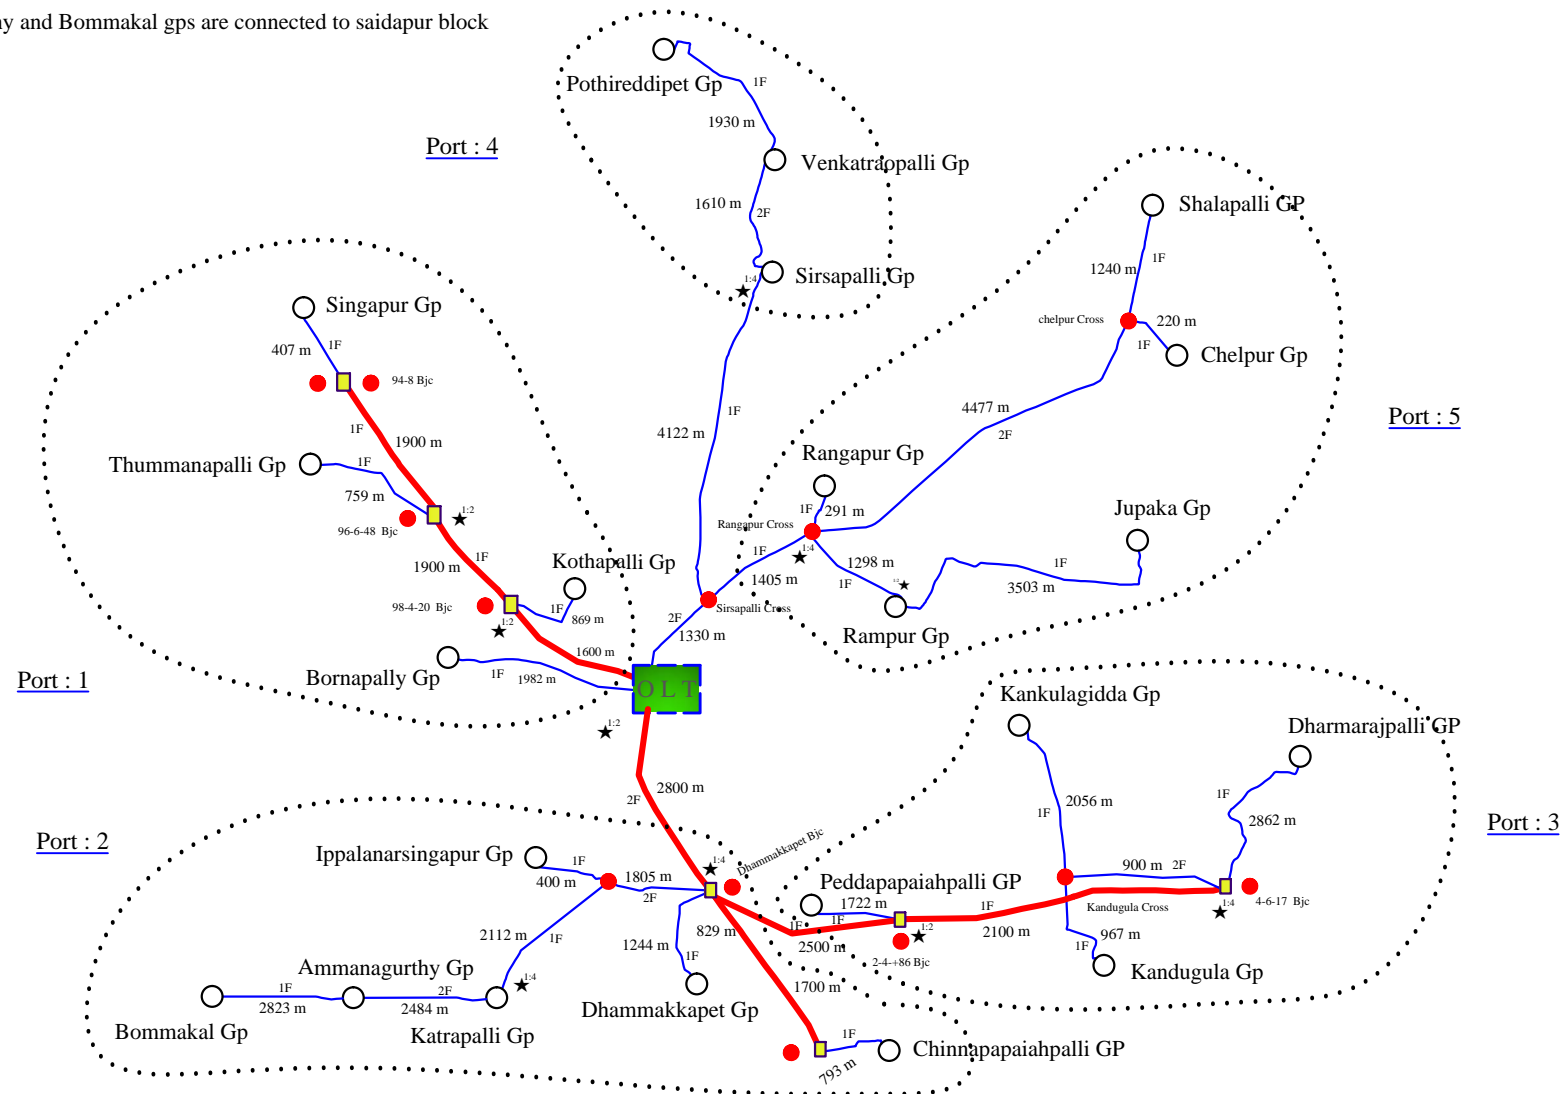 ny and Bommakal gps are connected to saidapur block
Pothireddipet Gp
1F
1930 m
Port : 4
Venkatraopalli Gp
1610 m
2F
Shalapalli GP
Sirsapalli Gp
1:4
1240 m
1F
Singapur Gp
chelpur Cross
220 m
1F
Chelpur Gp
407 m
1F
94-8 Bjc
4477 m
2F
Port : 5
1F
1900 m
4122 m
1F
Rangapur Gp
Thummanapalli Gp
1F
759 m
1:2
96-6-48 Bjc
1F
291 m
Rangapur Cross
Jupaka Gp
1F
1900 m
Kothapalli Gp
1F
1405 m
1:4
1298 m
1F
1F
3503 m
98-4-20 Bjc
1:2
1F
869 m
Sirsapalli Cross
2F
1330 m
Rampur Gp
1600 m
Bornapally Gp
1F
1982 m
Port : 1
O L T
1:2
Kankulagidda Gp
Dharmarajpalli GP
2F
2800 m
1F
2056 m
1F
2862 m
Port : 3
Port : 2
Ippalanarsingapur Gp
1F
400 m
1805 m
2F
1:4
Dhammakkapet Bjc
Peddapapaiahpalli GP
1722 m
1F
900 m
2F
4-6-17 Bjc
1:4
Kandugula Cross
1F
2100 m
1:2
2-4-+86 Bjc
1F
2500 m
829 m
2112 m
1F
1244 m
1F
967 m
1F
Kandugula Gp
Ammanagurthy Gp
1:4
1F
2823 m
2F
2484 m
Bommakal Gp
Katrapalli Gp
Dhammakkapet Gp
1700 m
1F
793 m
Chinnapapaiahpalli GP